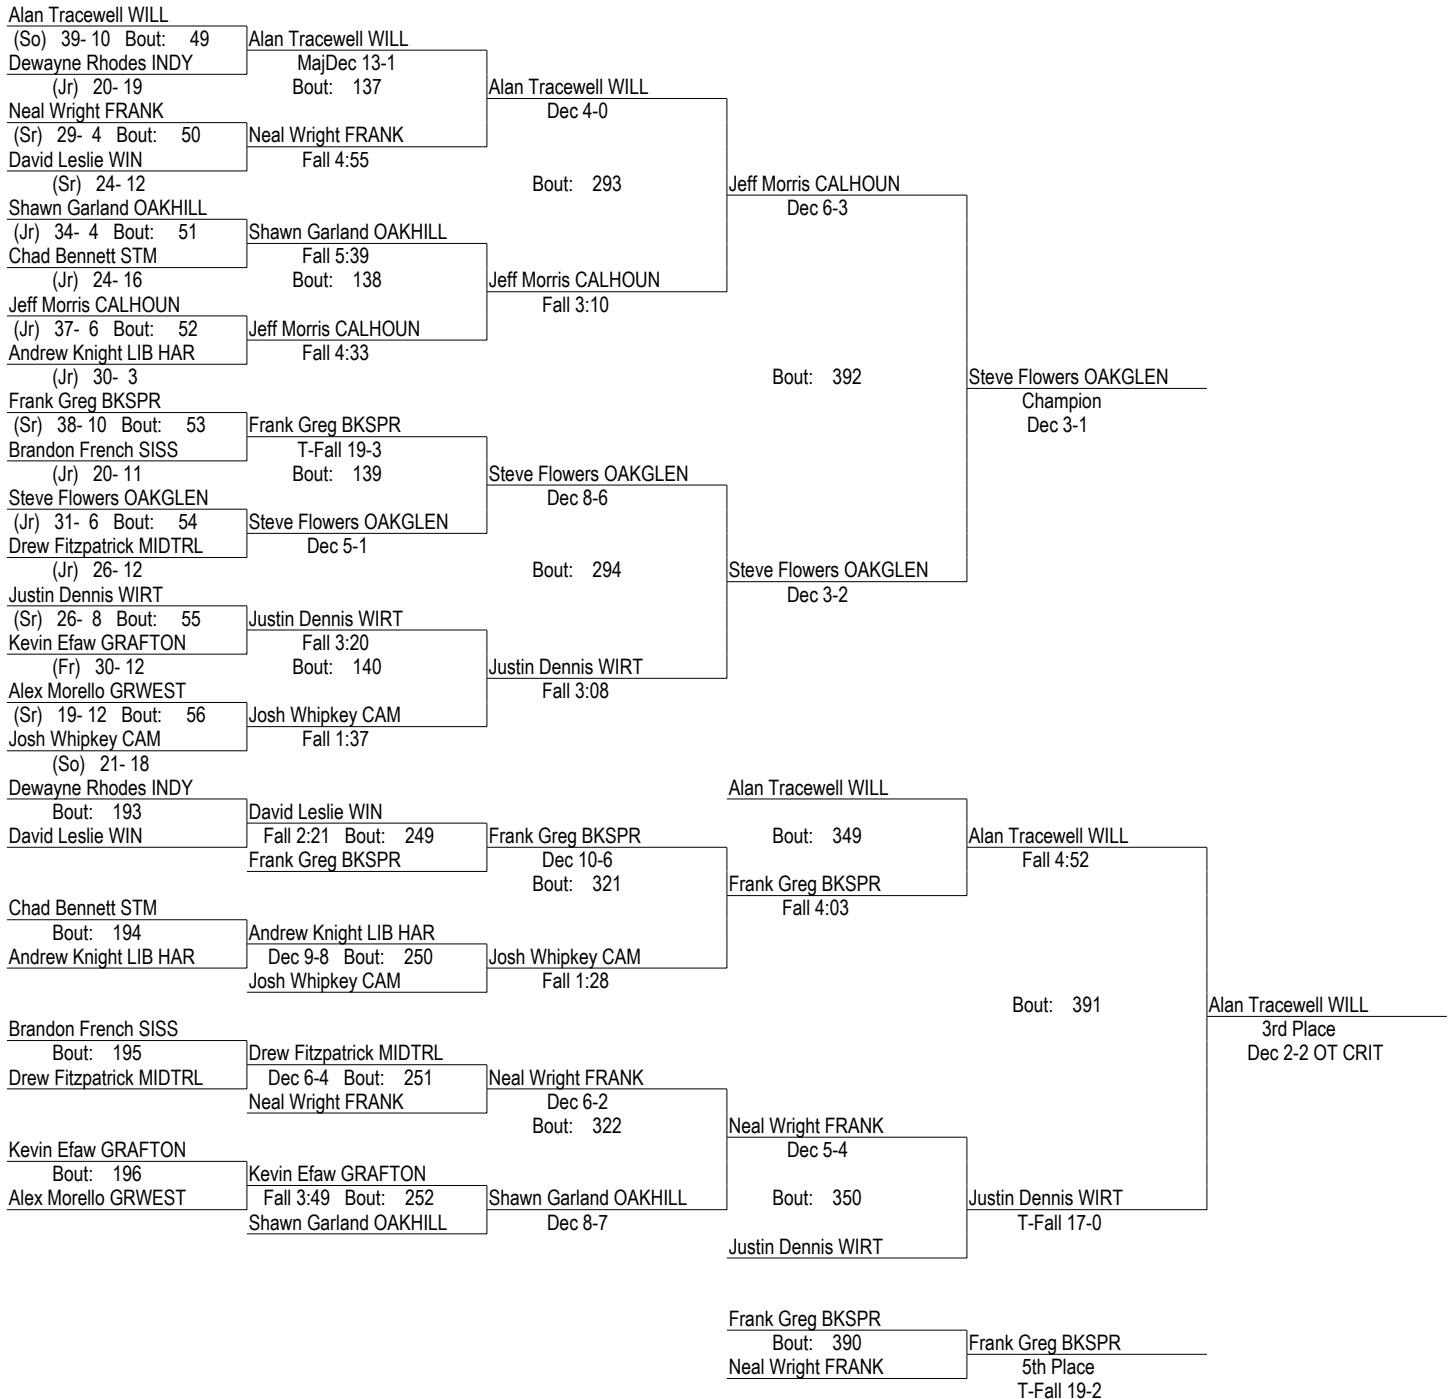 Alan Tracewell WILL
(So) 39- 10 Bout: 49
Dewayne Rhodes INDY
(Jr) 20- 19
Neal Wright FRANK
(Sr) 29- 4 Bout: 50
David Leslie WIN
(Sr) 24- 12
Shawn Garland OAKHILL
(Jr) 34- 4 Bout: 51
Chad Bennett STM
(Jr) 24- 16
Jeff Morris CALHOUN
(Jr) 37- 6 Bout: 52
Andrew Knight LIB HAR
(Jr) 30- 3
Frank Greg BKSPR
(Sr) 38- 10 Bout: 53
Brandon French SISS
(Jr) 20- 11
Steve Flowers OAKGLEN
(Jr) 31- 6 Bout: 54
Drew Fitzpatrick MIDTRL
(Jr) 26- 12
Justin Dennis WIRT
(Sr) 26- 8 Bout: 55
Kevin Efaw GRAFTON
(Fr) 30- 12
Alex Morello GRWEST
(Sr) 19- 12 Bout: 56
Josh Whipkey CAM
(So) 21- 18
Alan Tracewell WILL
MajDec 13-1
Bout: 137
Neal Wright FRANK
Fall 4:55
Shawn Garland OAKHILL
Fall 5:39
Bout: 138
Jeff Morris CALHOUN
Fall 4:33
Frank Greg BKSPR
T-Fall 19-3
Bout: 139
Steve Flowers OAKGLEN
Dec 5-1
Justin Dennis WIRT
Fall 3:20
Bout: 140
Josh Whipkey CAM
Fall 1:37
Alan Tracewell WILL
Dec 4-0
Bout: 293
Jeff Morris CALHOUN
Fall 3:10
Steve Flowers OAKGLEN
Dec 8-6
Bout: 294
Justin Dennis WIRT
Fall 3:08
Jeff Morris CALHOUN
Dec 6-3
Bout: 392
Steve Flowers OAKGLEN
Dec 3-2
Steve Flowers OAKGLEN
Champion
Dec 3-1
Dewayne Rhodes INDY
Bout: 193
David Leslie WIN
Chad Bennett STM
Bout: 194
Andrew Knight LIB HAR
Brandon French SISS
Bout: 195
Drew Fitzpatrick MIDTRL
Kevin Efaw GRAFTON
Bout: 196
Alex Morello GRWEST
David Leslie WIN
Fall 2:21 Bout: 249
Frank Greg BKSPR
Andrew Knight LIB HAR
Dec 9-8 Bout: 250
Josh Whipkey CAM
Drew Fitzpatrick MIDTRL
Dec 6-4 Bout: 251
Neal Wright FRANK
Kevin Efaw GRAFTON
Fall 3:49 Bout: 252
Shawn Garland OAKHILL
Frank Greg BKSPR
Dec 10-6
Bout: 321
Josh Whipkey CAM
Fall 1:28
Neal Wright FRANK
Dec 6-2
Bout: 322
Shawn Garland OAKHILL
Dec 8-7
Alan Tracewell WILL
Bout: 349
Frank Greg BKSPR
Fall 4:03
Neal Wright FRANK
Dec 5-4
Bout: 350
Justin Dennis WIRT
Alan Tracewell WILL
Fall 4:52
Bout: 391
Justin Dennis WIRT
T-Fall 17-0
Alan Tracewell WILL
3rd Place
Dec 2-2 OT CRIT
Frank Greg BKSPR
Bout: 390
Neal Wright FRANK
Frank Greg BKSPR
5th Place
T-Fall 19-2